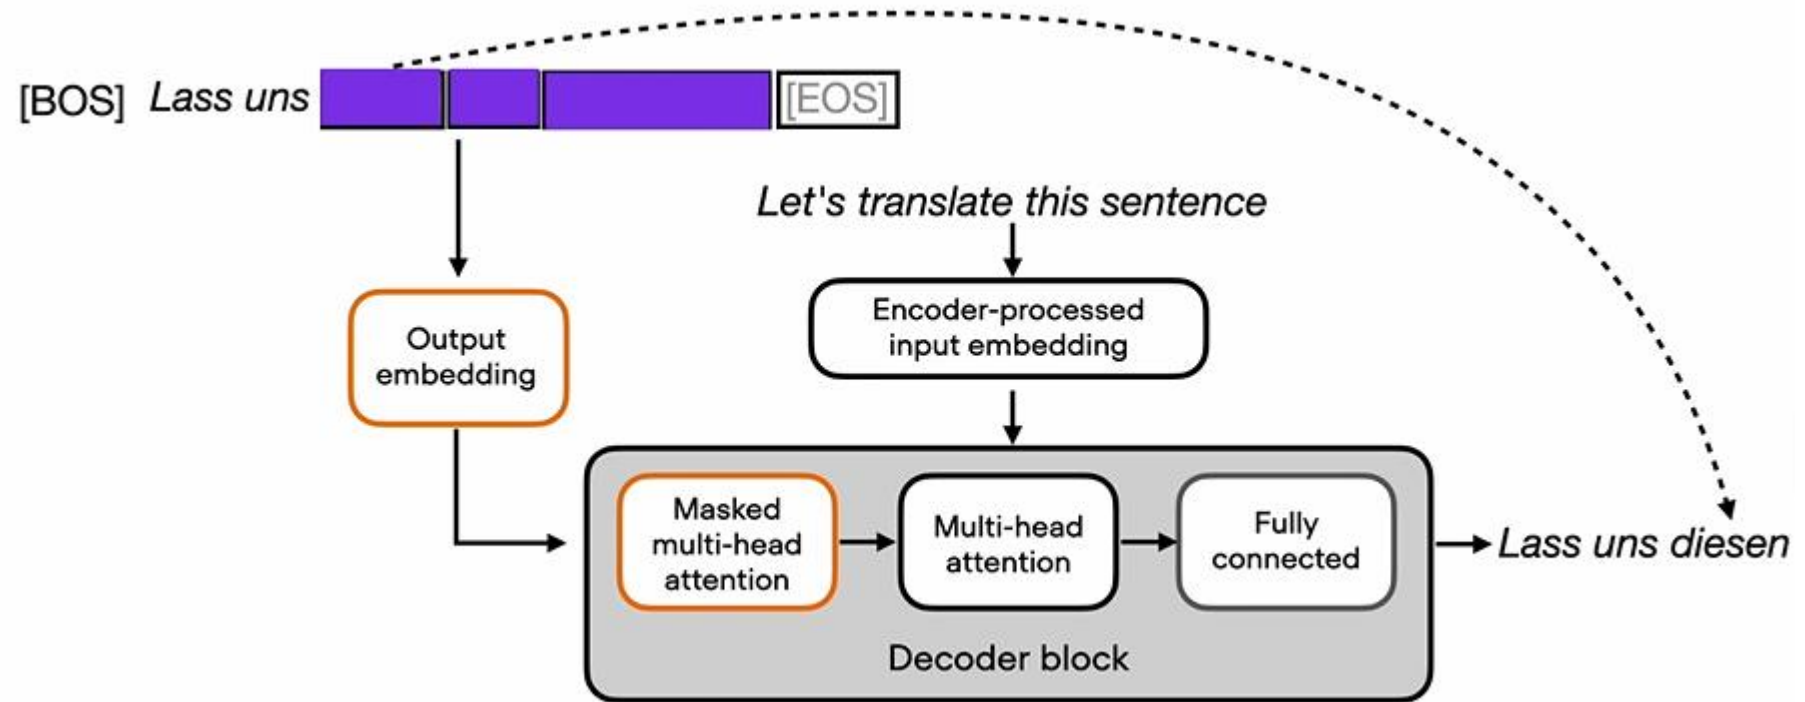 [BOS] Lass uns [EOS]
Let's translate this sentence
Encoder-processed
input embedding
Output
embedding
Masked
multi-head
attention
Multi-head
attention
Fully
connected
Lass uns diesen
Decoder block